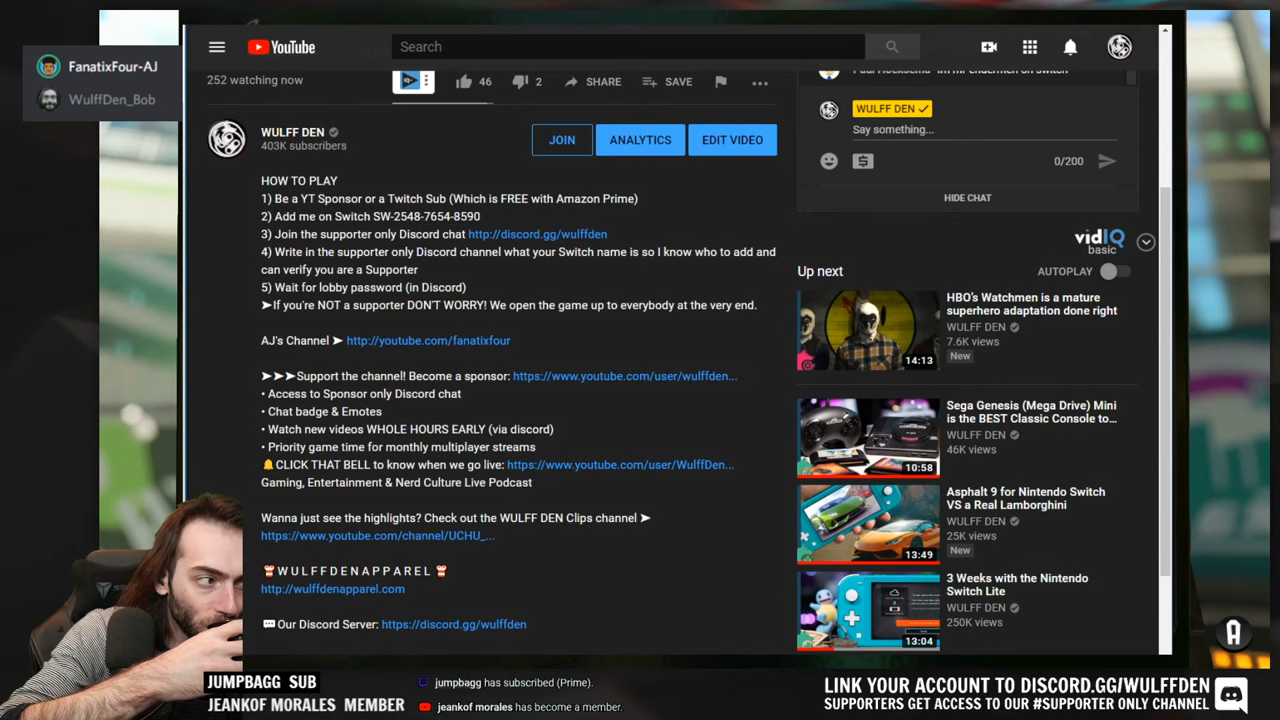 FanatixFour-AJ
WulffDen_Bob
YouTube
Search
252 watching now
46
2
SHARE
SAVE
WULFF DEN
403K subscribers
JOIN
ANALYTICS
EDIT VIDEO
HOW TO PLAY
1) Be a YT Sponsor or a Twitch Sub (Which is FREE with Amazon Prime)
2) Add me on Switch SW-2548-7654-8590
3) Join the supporter only Discord chat http://discord.gg/wulffden
4) Write in the supporter only Discord channel what your Switch name is so I know who to add and
can verify you are a Supporter
5) Wait for lobby password (in Discord)
➤If you're NOT a supporter DON'T WORRY! We open the game up to everybody at the very end.
AJ's Channel ➤ http://youtube.com/fanatixfour
➤➤➤Support the channel! Become a sponsor: https://www.youtube.com/user/wulffden...
• Access to Sponsor only Discord chat
• Chat badge & Emotes
• Watch new videos WHOLE HOURS EARLY (via discord)
• Priority game time for monthly multiplayer streams
🔔CLICK THAT BELL to know when we go live: https://www.youtube.com/user/WulffDen...
Gaming, Entertainment & Nerd Culture Live Podcast
Wanna just see the highlights? Check out the WULFF DEN Clips channel ➤
https://www.youtube.com/channel/UCHU_...
W U L F F D E N A P P A R E L
http://wulffdenapparel.com
💬Our Discord Server: https://discord.gg/wulffden
WULFF DEN ✓
Say something...
0/200
HIDE CHAT
vidIQ
basic
Up next
AUTOPLAY
HBO's Watchmen is a mature
superhero adaptation done right
WULFF DEN
7.6K views
New
14:13
Sega Genesis (Mega Drive) Mini
is the BEST Classic Console to...
WULFF DEN
46K views
10:58
Asphalt 9 for Nintendo Switch
VS a Real Lamborghini
WULFF DEN
25K views
New
13:49
3 Weeks with the Nintendo
Switch Lite
WULFF DEN
250K views
13:04
JUMPBAGG SUB
JEANKOF MORALES MEMBER
jumpbagg has subscribed (Prime).
jeankof morales has become a member.
LINK YOUR ACCOUNT TO DISCORD.GG/WULFFDEN
SUPPORTERS GET ACCESS TO OUR #SUPPORTER ONLY CHANNEL